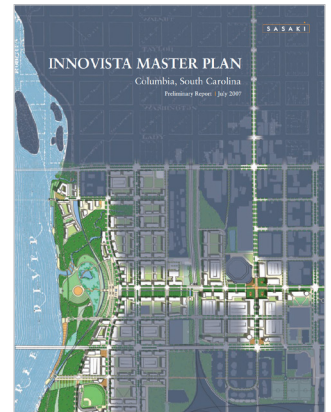 SASAKI
INNOVISTA MASTER PLAN
Columbia, South Carolina
Preliminary Report | July 2007
RIVER